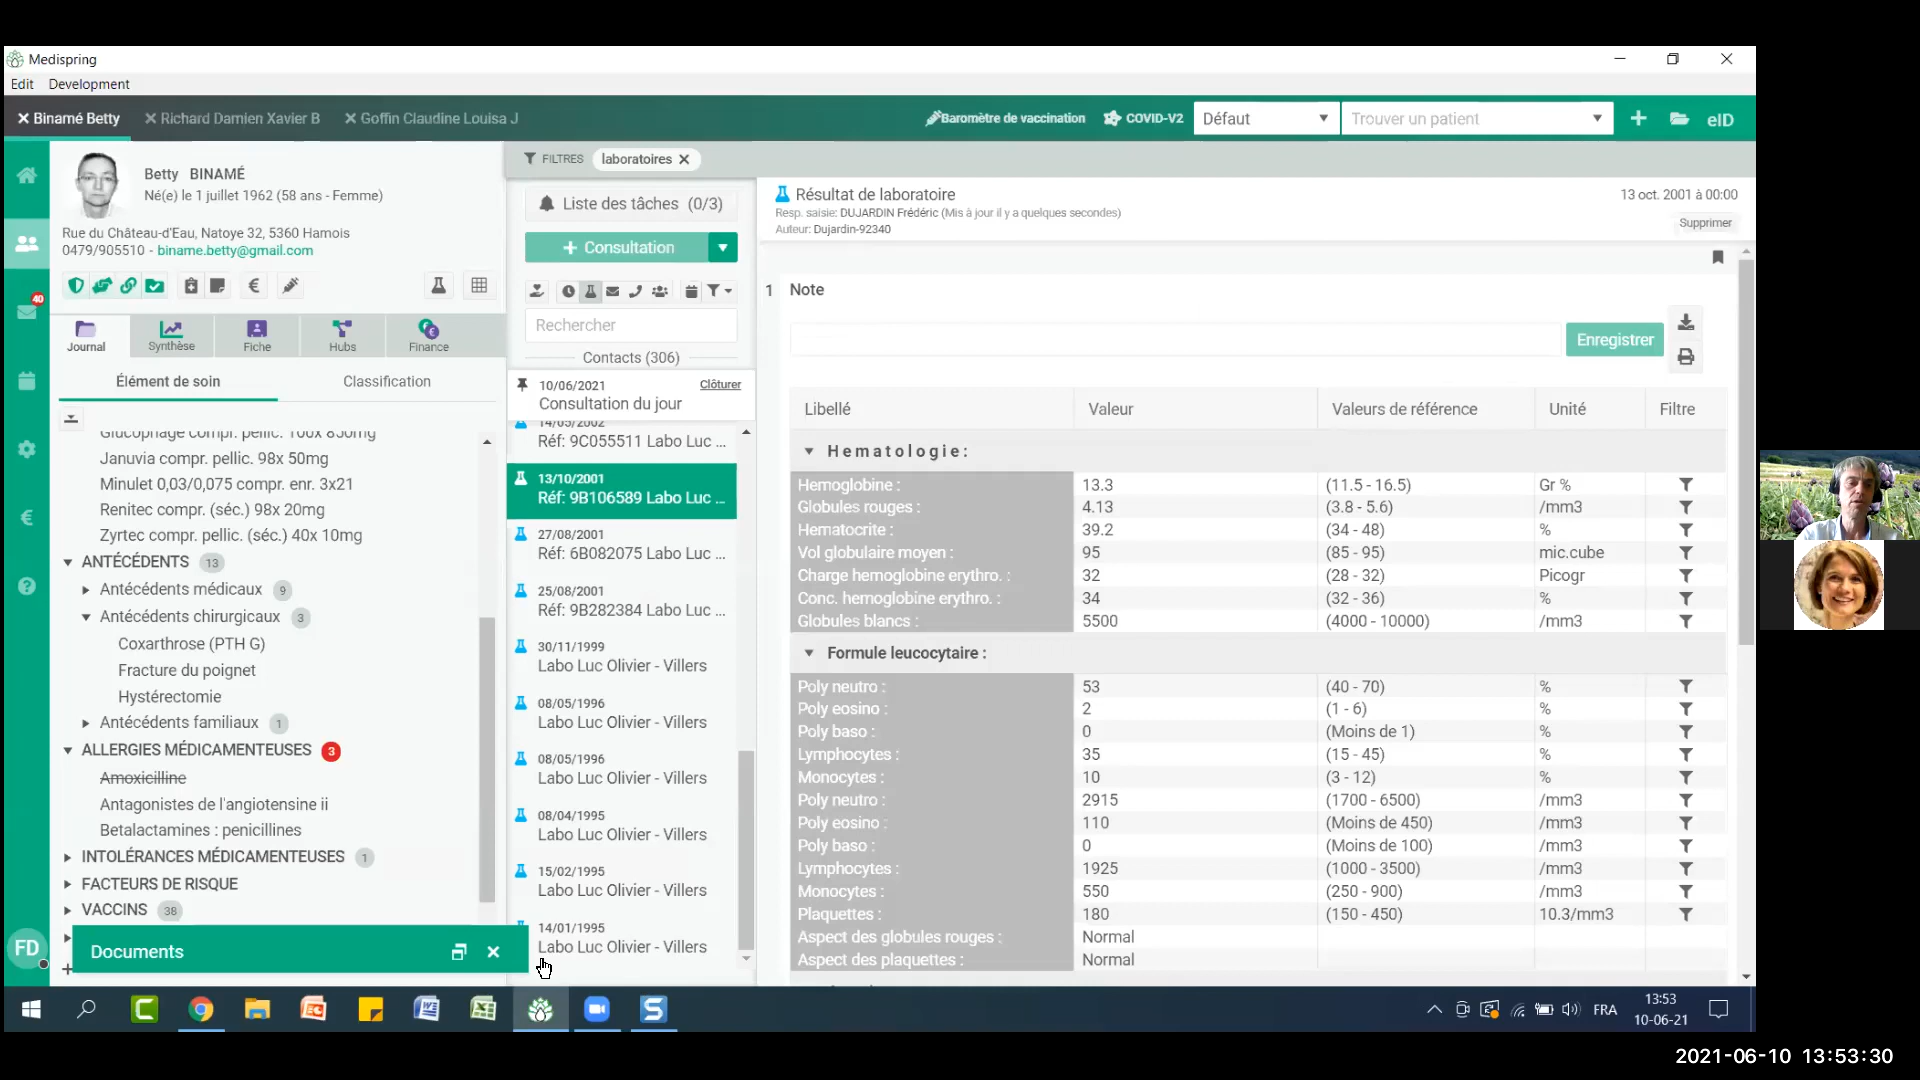 Medispring
Edit Development
Binamé Betty Richard Damien Xavier B Goffin Claudine Louisa J
Baromètre de vaccination COVID-V2 Défaut Trouver un patient eID
Betty BINAMÉ
Né(e) le 1 juillet 1962 (58 ans - Femme)
Rue du Château-d'Eau, Natoye 32, 5360 Hamois
0479/905510 - biname.betty@gmail.com
40
Journal Synthèse Fiche Hubs Finance
Élément de soin Classification
Glucophage compr. pellic. 100x 850mg
Januvia compr. pellic. 98x 50mg
Minulet 0,03/0,075 compr. enr. 3x21
Renitec compr. (séc.) 98x 20mg
Zyrtec compr. pellic. (séc.) 40x 10mg
ANTÉCÉDENTS 13
Antécédents médicaux 9
Antécédents chirurgicaux 3
Coxarthrose (PTH G)
Fracture du poignet
Hystérectomie
Antécédents familiaux 1
ALLERGIES MÉDICAMENTEUSES 3
Amoxicilline
Antagonistes de l'angiotensine ii
Betalactamines : penicillines
INTOLÉRANCES MÉDICAMENTEUSES 1
FACTEURS DE RISQUE
VACCINS 38
FD
Documents
FILTRES laboratoires
Liste des tâches (0/3)
+ Consultation
Rechercher
Contacts (306)
10/06/2021 Clôturer
Consultation du jour
14/05/2002
Réf: 9C055511 Labo Luc ...
13/10/2001
Réf: 9B106589 Labo Luc ...
27/08/2001
Réf: 6B082075 Labo Luc ...
25/08/2001
Réf: 9B282384 Labo Luc ...
30/11/1999
Labo Luc Olivier - Villers
08/05/1996
Labo Luc Olivier - Villers
08/05/1996
Labo Luc Olivier - Villers
08/04/1995
Labo Luc Olivier - Villers
15/02/1995
Labo Luc Olivier - Villers
14/01/1995
Labo Luc Olivier - Villers
Résultat de laboratoire 13 oct. 2001 à 00:00
Resp. saisie: DUJARDIN Frédéric (Mis à jour il y a quelques secondes) Supprimer
Auteur: Dujardin-92340
1 Note
Enregistrer
Libellé Valeur Valeurs de référence Unité Filtre
Hematologie:
Hemoglobine : 13.3 (11.5 - 16.5) Gr %
Globules rouges : 4.13 (3.8 - 5.6) /mm3
Hematocrite : 39.2 (34 - 48) %
Vol globulaire moyen : 95 (85 - 95) mic.cube
Charge hemoglobine erythro. : 32 (28 - 32) Picogr
Conc. hemoglobine erythro. : 34 (32 - 36) %
Globules blancs : 5500 (4000 - 10000) /mm3
Formule leucocytaire :
Poly neutro : 53 (40 - 70) %
Poly eosino : 2 (1 - 6) %
Poly baso : 0 (Moins de 1) %
Lymphocytes : 35 (15 - 45) %
Monocytes : 10 (3 - 12) %
Poly neutro : 2915 (1700 - 6500) /mm3
Poly eosino : 110 (Moins de 450) /mm3
Poly baso : 0 (Moins de 100) /mm3
Lymphocytes : 1925 (1000 - 3500) /mm3
Monocytes : 550 (250 - 900) /mm3
Plaquettes : 180 (150 - 450) 10.3/mm3
Aspect des globules rouges : Normal
Aspect des plaquettes : Normal
FRA 13:53
10-06-21
2021-06-10 13:53:30